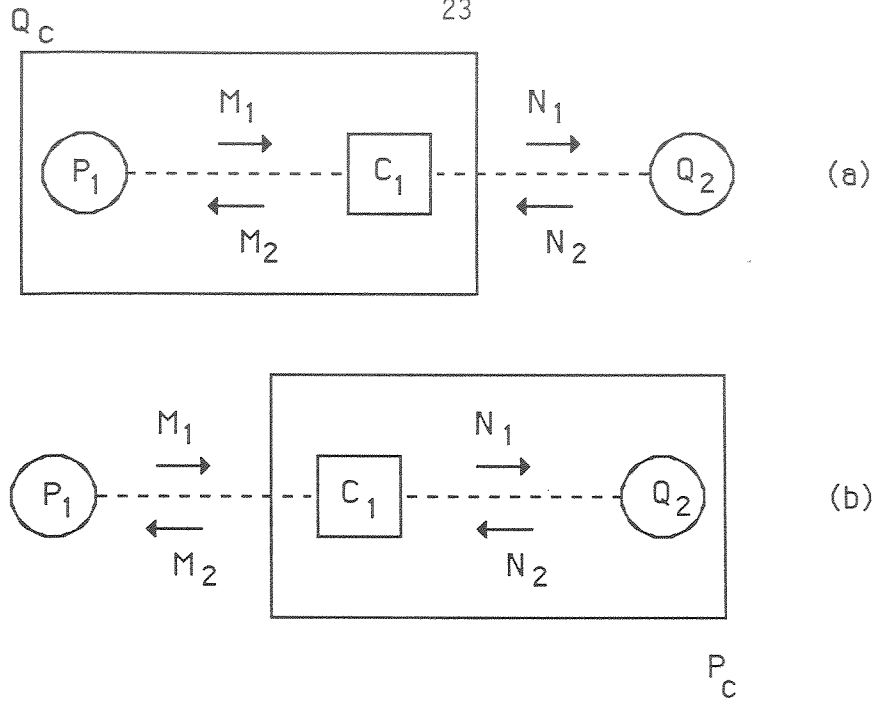 23
Q_C
M_1 N_1
P_1 C_1 Q_2 (a)
M_2 N_2
M_1 N_1
P_1 C_1 Q_2 (b)
M_2 N_2
P_C